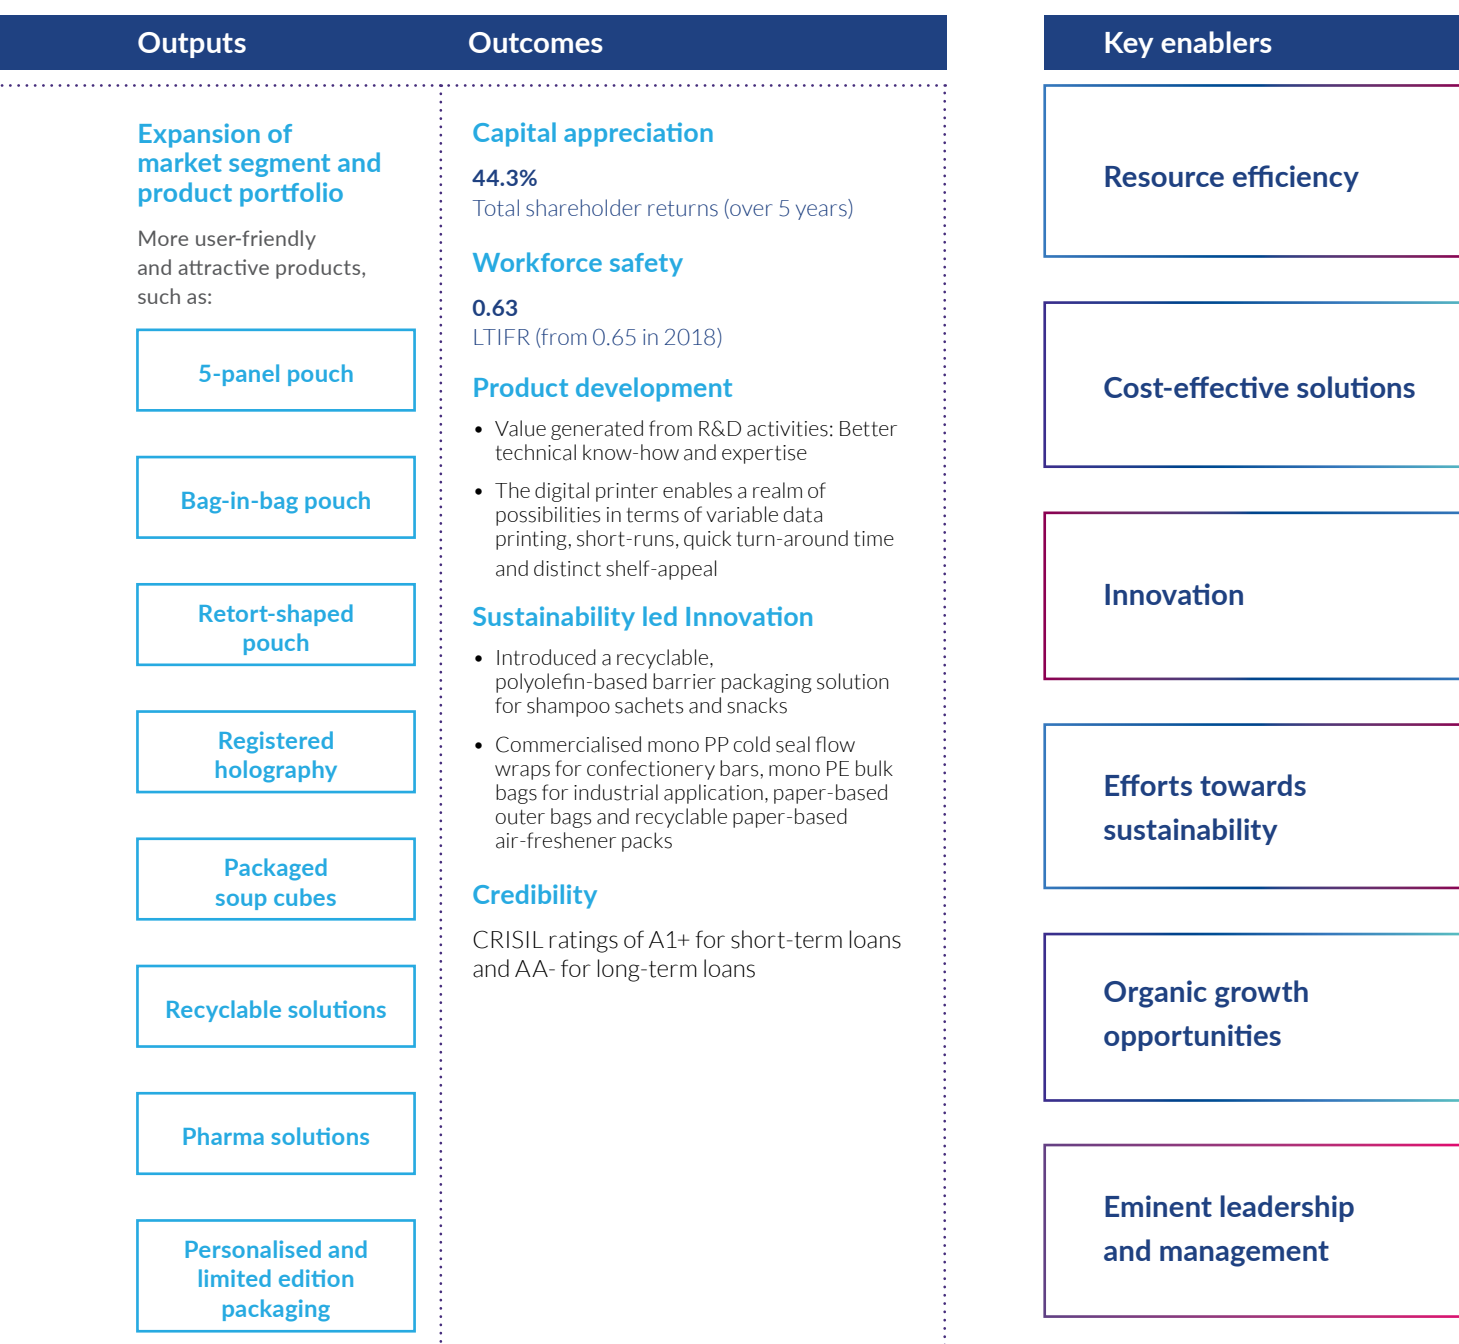 Outputs
Expansion of
market segment and
product portfolio
More user-friendly
and attractive products,
such as:
5-panel pouch
Bag-in-bag pouch
Retort-shaped
pouch
Registered
holography
Packaged
soup cubes
Recyclable solutions
Pharma solutions
Personalised and
limited edition
packaging
Outcomes
Capital appreciation
44.3%
Total shareholder returns (over 5 years)
Workforce safety
0.63
LTIFR (from 0.65 in 2018)
Product development
• Value generated from R&D activities: Better
technical know-how and expertise
• The digital printer enables a realm of
possibilities in terms of variable data
printing, short-runs, quick turn-around time
and distinct shelf-appeal
Sustainability led Innovation
• Introduced a recyclable,
polyolefin-based barrier packaging solution
for shampoo sachets and snacks
• Commercialised mono PP cold seal flow
wraps for confectionery bars, mono PE bulk
bags for industrial application, paper-based
outer bags and recyclable paper-based
air-freshener packs
Credibility
CRISIL ratings of A1+ for short-term loans
and AA- for long-term loans
Key enablers
Resource efficiency
Cost-effective solutions
Innovation
Efforts towards
sustainability
Organic growth
opportunities
Eminent leadership
and management